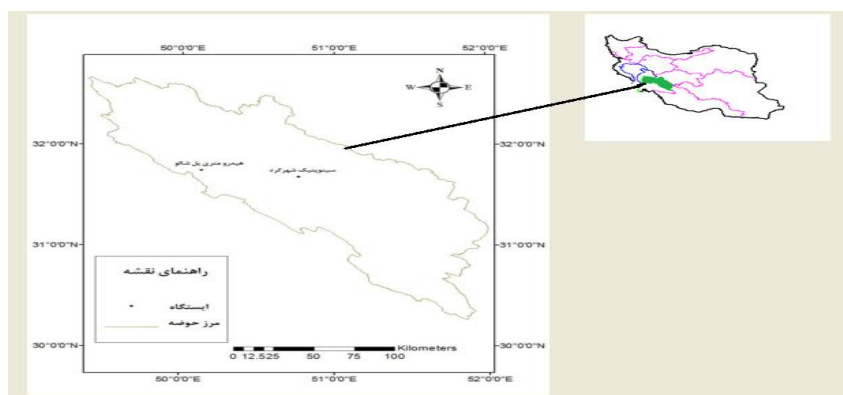 50°0'0"E 51°0'0"E 52°0'0"E
N
W E
S
32°0'0"N 32°0'0"N
هیدرو متری پل شالو
سینوپتیک شهرکرد
31°0'0"N 31°0'0"N
راهنمای نقشه
ایستگاه
مرز حوضه
30°0'0"N 30°0'0"N
Kilometers
0 12.525 50 75 100
50°0'0"E 51°0'0"E 52°0'0"E